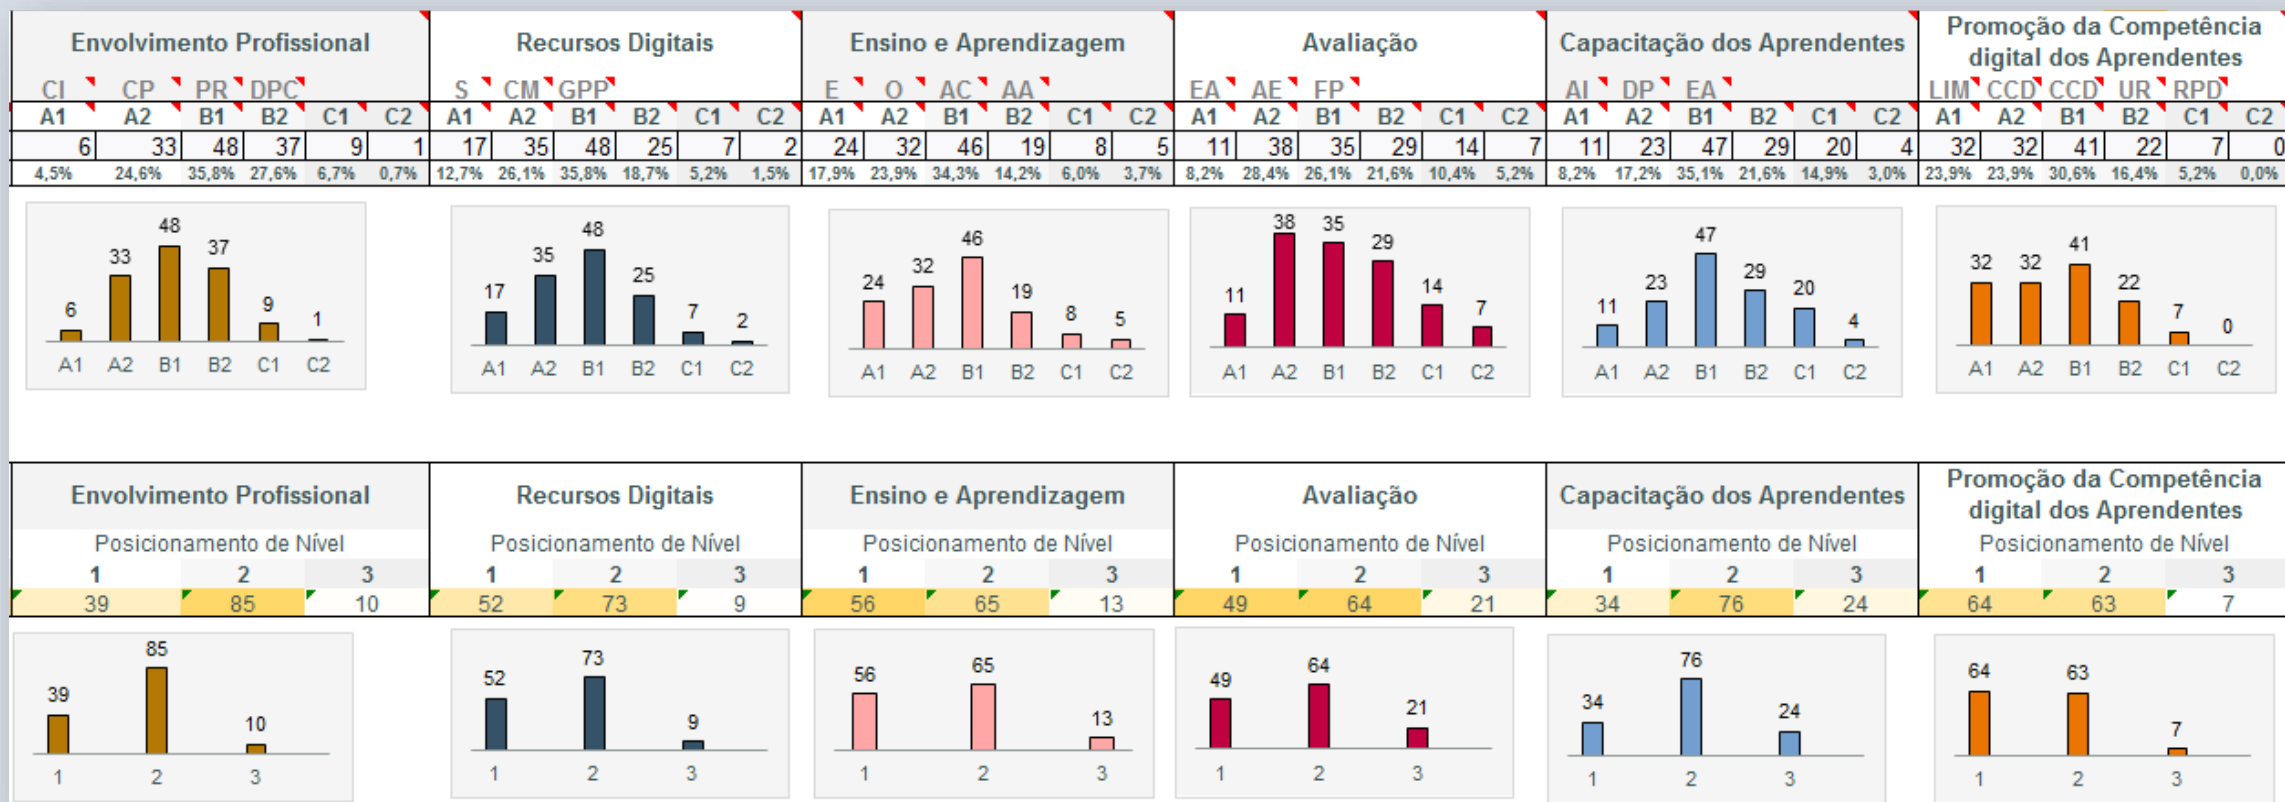 Envolvimento Profissional
CI CP PR DPC
A1 A2 B1 B2 C1 C2
6 33 48 37 9 1
4,5% 24,6% 35,8% 27,6% 6,7% 0,7%
Recursos Digitais
S CM GPP
A1 A2 B1 B2 C1 C2
17 35 48 25 7 2
12,7% 26,1% 35,8% 18,7% 5,2% 1,5%
Ensino e Aprendizagem
E O AC AA
A1 A2 B1 B2 C1 C2
24 32 46 19 8 5
17,9% 23,9% 34,3% 14,2% 6,0% 3,7%
Avaliação
EA AE FP
A1 A2 B1 B2 C1 C2
11 38 35 29 14 7
8,2% 28,4% 26,1% 21,6% 10,4% 5,2%
Capacitação dos Aprendentes
AI DP EA
A1 A2 B1 B2 C1 C2
11 23 47 29 20 4
8,2% 17,2% 35,1% 21,6% 14,9% 3,0%
Promoção da Competência
digital dos Aprendentes
LIM CCD CCD UR RPD
A1 A2 B1 B2 C1 C2
32 32 41 22 7 0
23,9% 23,9% 30,6% 16,4% 5,2% 0,0%
6 33 48 37 9 1
A1 A2 B1 B2 C1 C2
17 35 48 25 7 2
A1 A2 B1 B2 C1 C2
24 32 46 19 8 5
A1 A2 B1 B2 C1 C2
11 38 35 29 14 7
A1 A2 B1 B2 C1 C2
11 23 47 29 20 4
A1 A2 B1 B2 C1 C2
32 32 41 22 7 0
A1 A2 B1 B2 C1 C2
Envolvimento Profissional
Posicionamento de Nível
1 2 3
39 85 10
Recursos Digitais
Posicionamento de Nível
1 2 3
52 73 9
Ensino e Aprendizagem
Posicionamento de Nível
1 2 3
56 65 13
Avaliação
Posicionamento de Nível
1 2 3
49 64 21
Capacitação dos Aprendentes
Posicionamento de Nível
1 2 3
34 76 24
Promoção da Competência
digital dos Aprendentes
Posicionamento de Nível
1 2 3
64 63 7
39 85 10
1 2 3
52 73 9
1 2 3
56 65 13
1 2 3
49 64 21
1 2 3
34 76 24
1 2 3
64 63 7
1 2 3